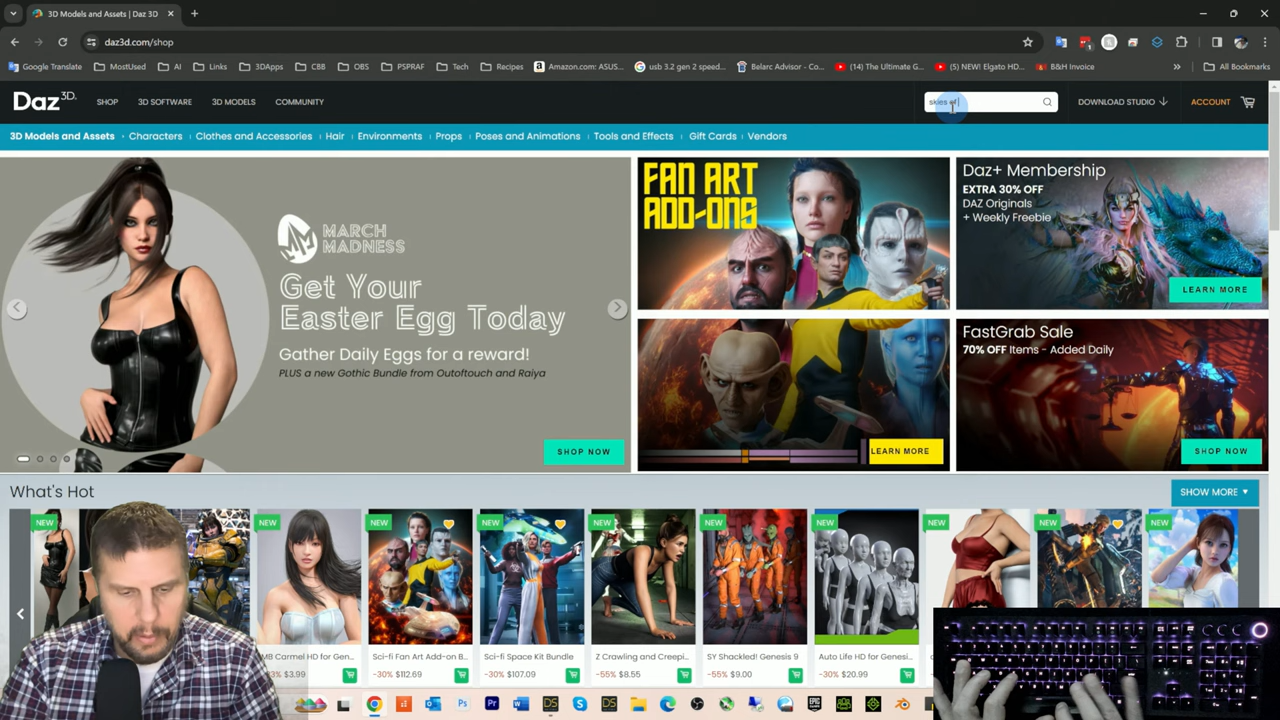 3D Models and Assets | Daz 3D
daz3d.com/shop
Google Translate
MostUsed
AI
Links
3DApps
CBB
OBS
PSPRAF
Tech
Recipes
Amazon.com: ASUS...
usb 3.2 gen 2 speed...
Belarc Advisor - Co...
(14) The Ultimate G...
(5) NEW! Elgato HD...
B&H Invoice
All Bookmarks
Daz 3D.
SHOP
3D SOFTWARE
3D MODELS
COMMUNITY
skies of
DOWNLOAD STUDIO
ACCOUNT
3D Models and Assets
Characters
Clothes and Accessories
Hair
Environments
Props
Poses and Animations
Tools and Effects
Gift Cards
Vendors
MARCH
MADNESS
Get Your
Easter Egg Today
Gather Daily Eggs for a reward!
PLUS a new Gothic Bundle from Outoftouch and Raiya
SHOP NOW
FAN ART
ADD-ONS
LEARN MORE
Daz+ Membership
EXTRA 30% OFF
DAZ Originals
+ Weekly Freebie
LEARN MORE
FastGrab Sale
70% OFF Items - Added Daily
SHOP NOW
What's Hot
SHOW MORE
NEW
NEW
NEW
NEW
NEW
NEW
NEW
NEW
NEW
NEW
MB Carmel HD for Gen...
$3.99
Sci-fi Fan Art Add-on B...
-30% $112.69
Sci-fi Space Kit Bundle
-30% $107.09
Z Crawling and Creepi...
-55% $8.55
SY Shackled! Genesis 9
-55% $9.00
Auto Life HD for Genesi...
-30% $20.99